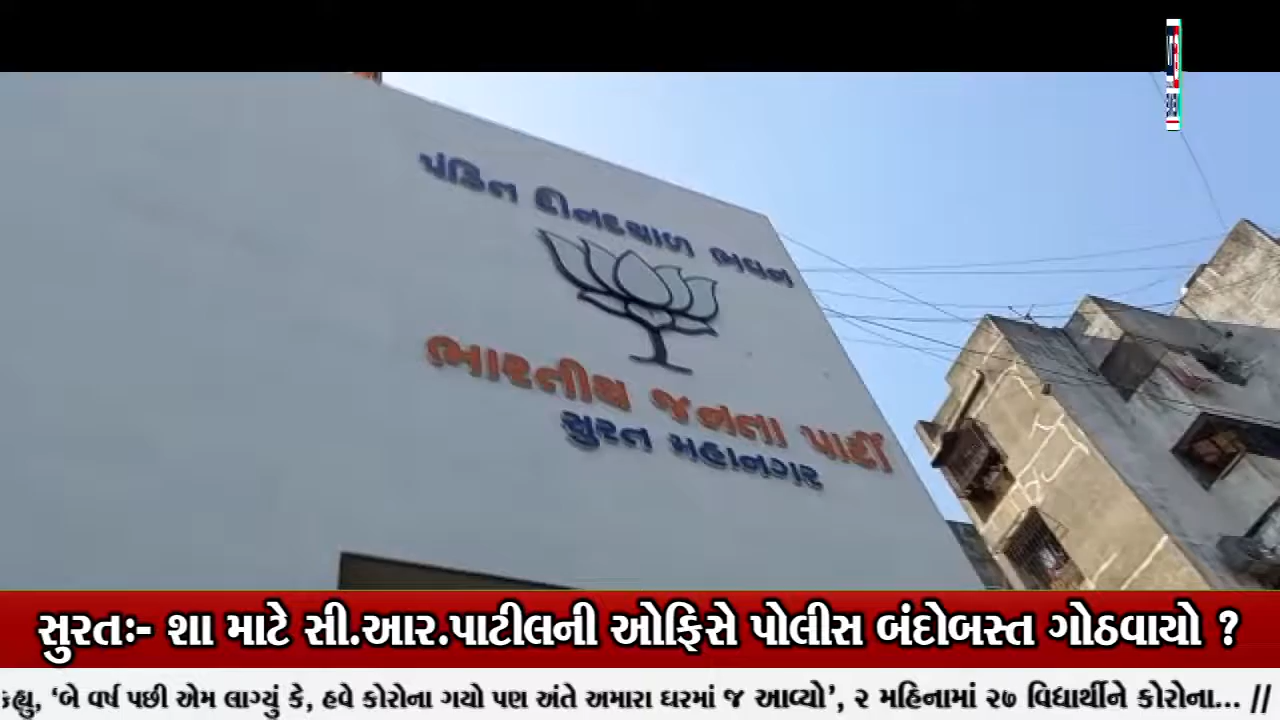 પંડિત દીનદયાળ ભવન
ભારતીય જનતા પાર્ટી
સુરત મહાનગર
સુરતઃ- શા માટે સી.આર.પાટીલની ઓફિસે પોલીસ બંદોબસ્ત ગોઠવાયો ?
'બે વર્ષ પછી એમ લાગ્યું કે, હવે કોરોના ગયો પણ અંતે અમારા ઘરમાં જ આવ્યો', ૨ મહિનામાં ૨૭ વિદ્યાર્થીને કોરોના... //